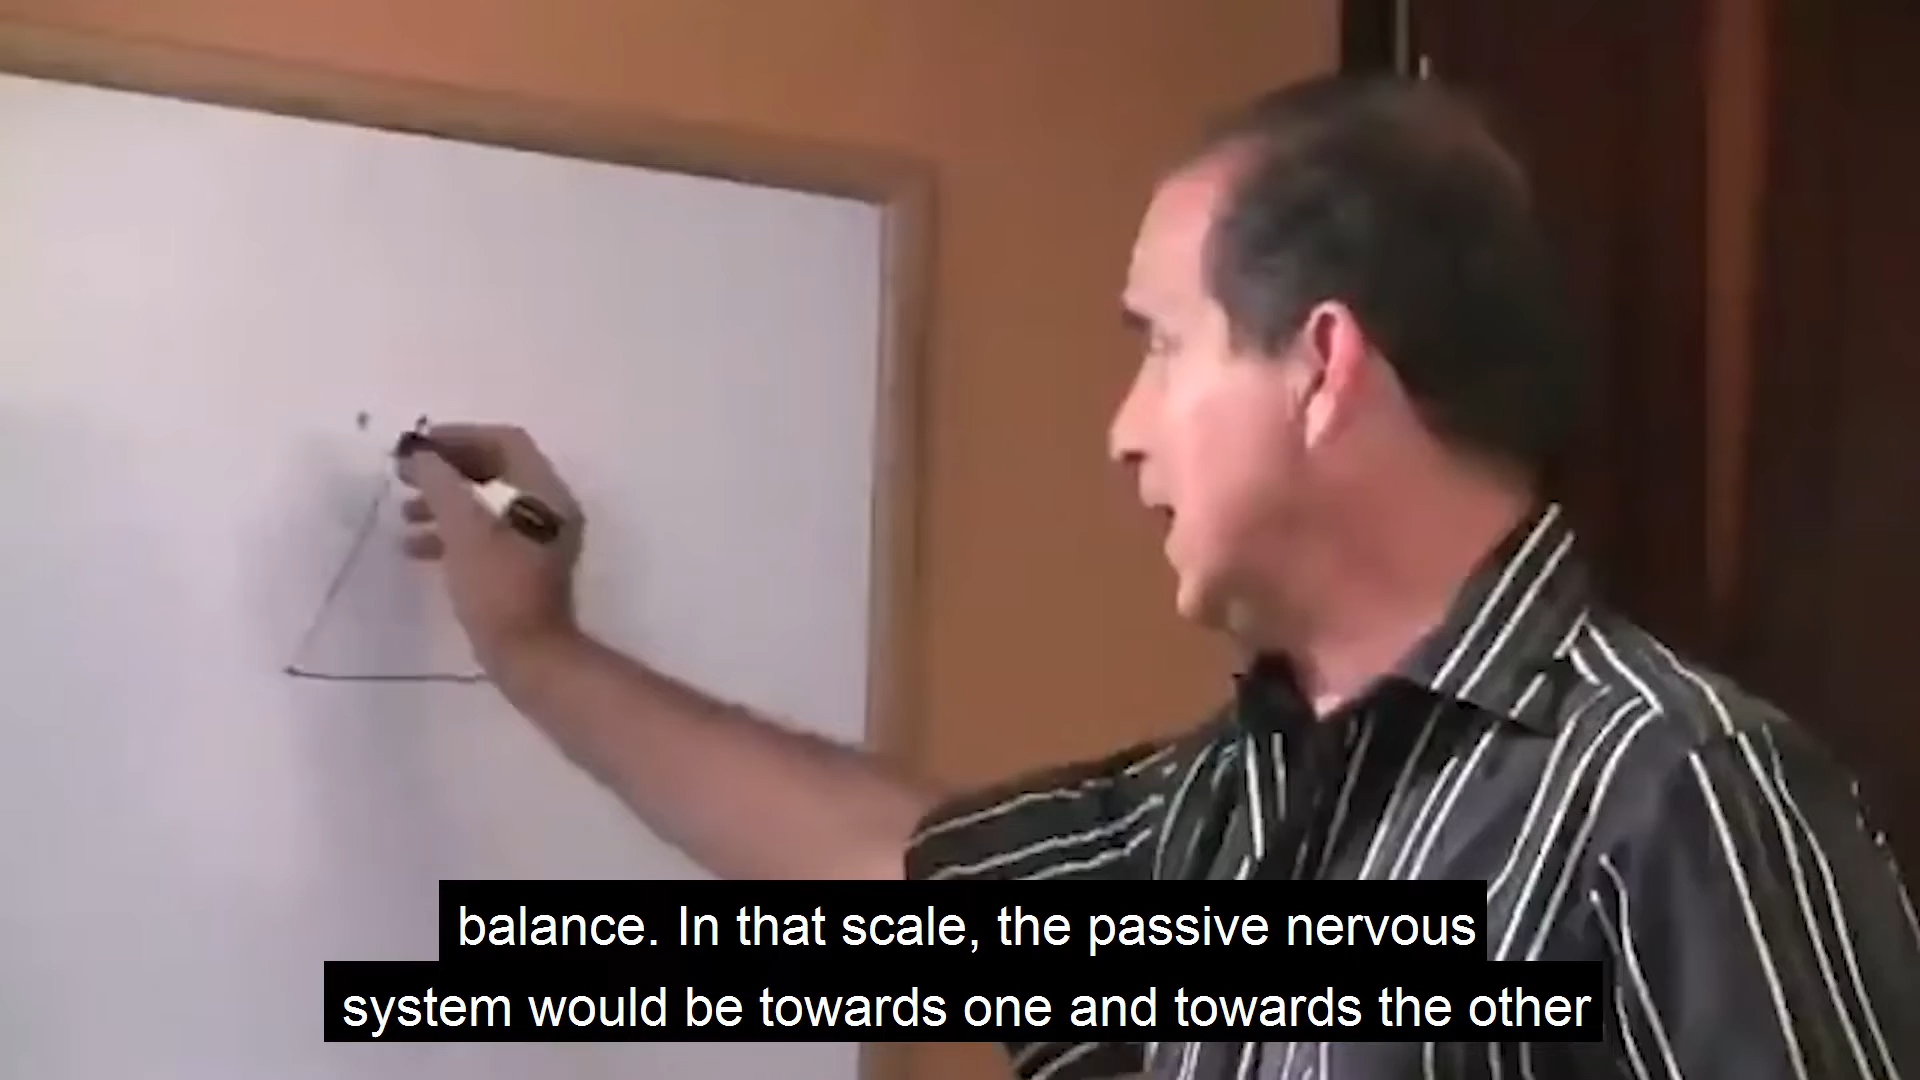 balance. In that scale, the passive nervous
system would be towards one and towards the other